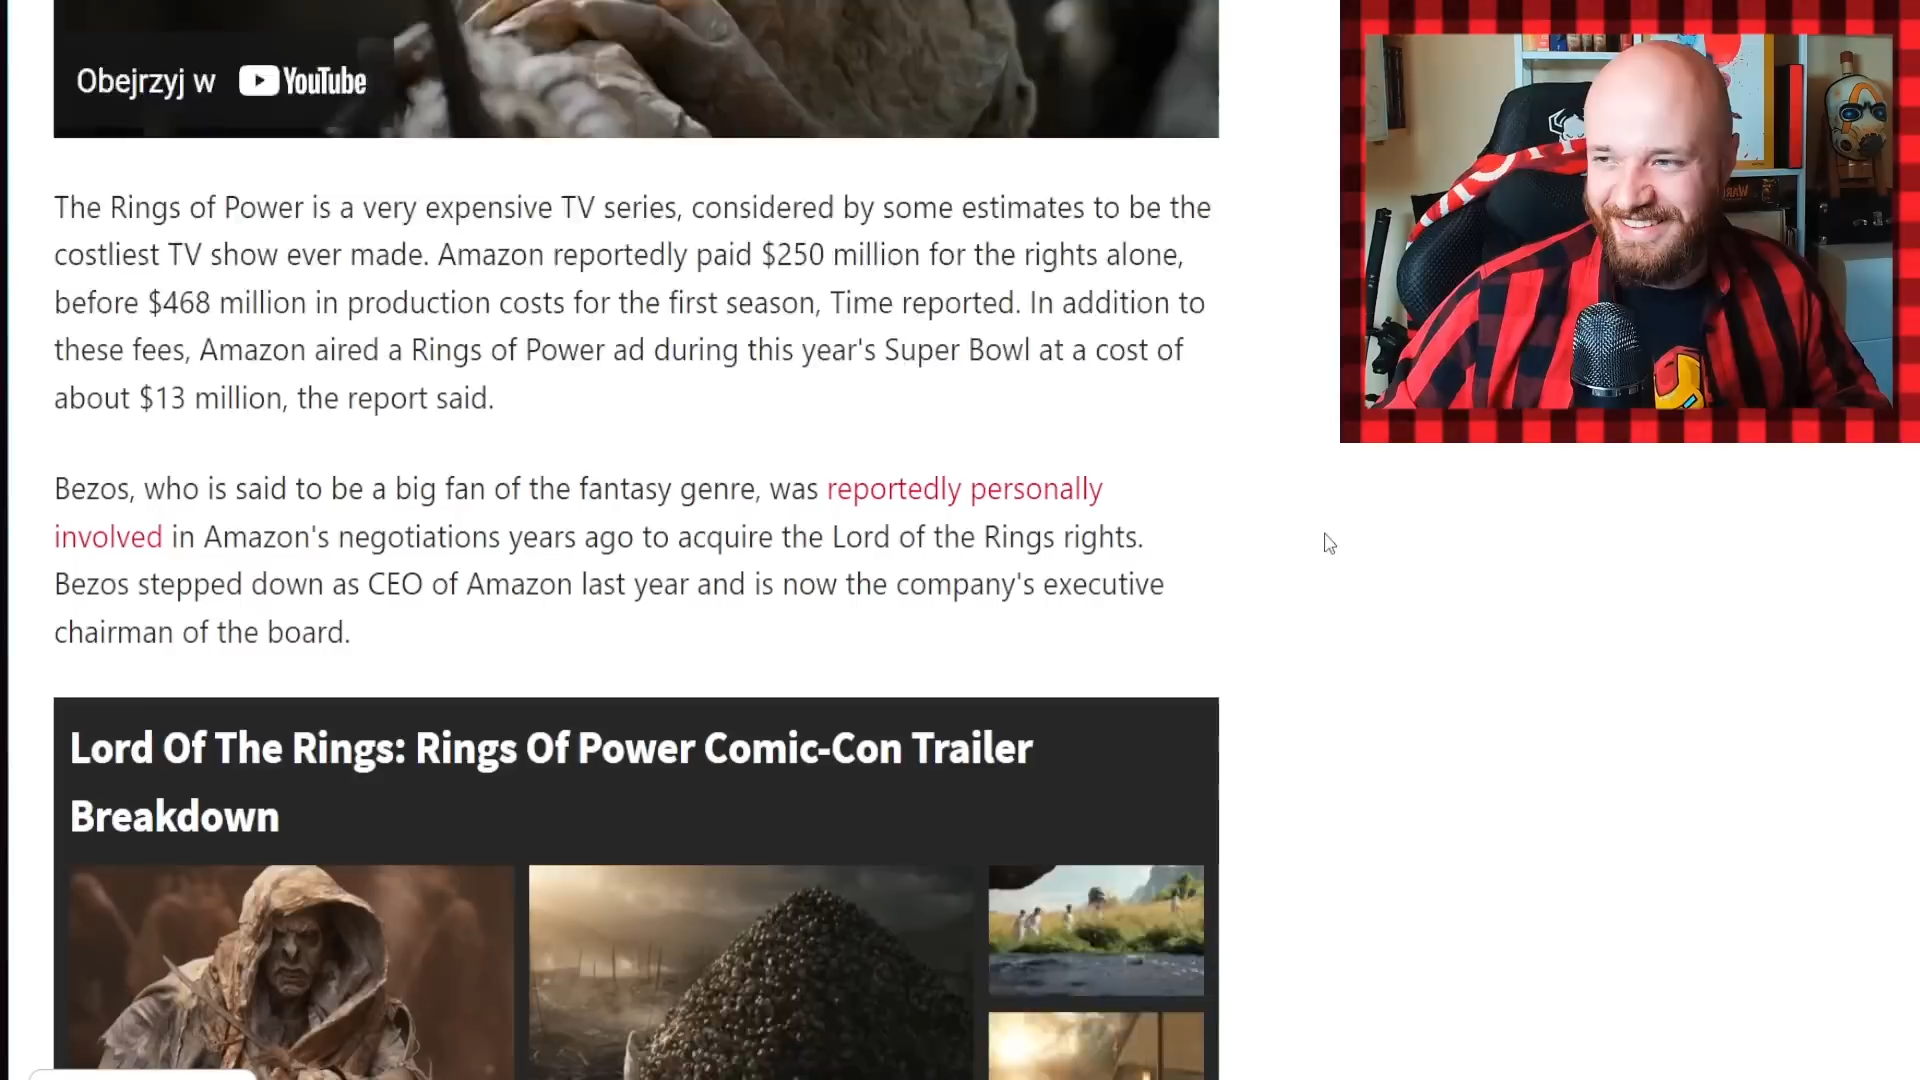 Obejrzyj w YouTube
The Rings of Power is a very expensive TV series, considered by some estimates to be the
costliest TV show ever made. Amazon reportedly paid $250 million for the rights alone,
before $468 million in production costs for the first season, Time reported. In addition to
these fees, Amazon aired a Rings of Power ad during this year's Super Bowl at a cost of
about $13 million, the report said.
Bezos, who is said to be a big fan of the fantasy genre, was reportedly personally
involved in Amazon's negotiations years ago to acquire the Lord of the Rings rights.
Bezos stepped down as CEO of Amazon last year and is now the company's executive
chairman of the board.
Lord Of The Rings: Rings Of Power Comic-Con Trailer
Breakdown